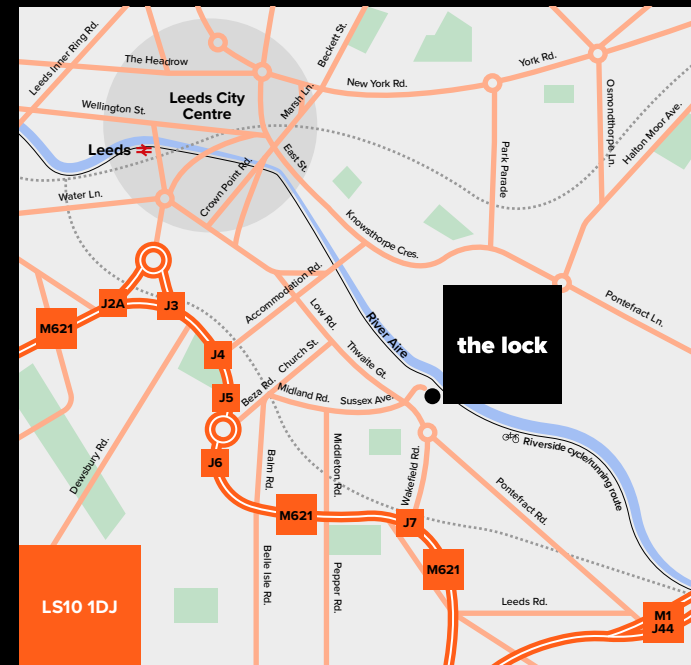 Leeds Inner Ring Rd.
The Headrow
Beckett St.
New York Rd.
York Rd.
Wellington St.
Leeds City
Centre
Marsh Ln.
Osmondthorpe Ln.
Halton Moor Ave.
Leeds
East St.
Park Parade
Water Ln.
Crown Point Rd.
Knowsthorpe Cres.
Accommodation Rd.
Pontefract Ln.
J2A
J3
M621
Low Rd.
River Aire
the lock
J4
Church St.
Thwaite Gt.
J5
Beza Rd.
Midland Rd.
Sussex Ave.
Dewsbury Rd.
J6
Balm Rd.
Middleton Rd.
Wakefield Rd.
Riverside cycle/running route
Pontefract Rd.
M621
J7
M621
Belle Isle Rd.
Pepper Rd.
Leeds Rd.
LS10 1DJ
M1
J44